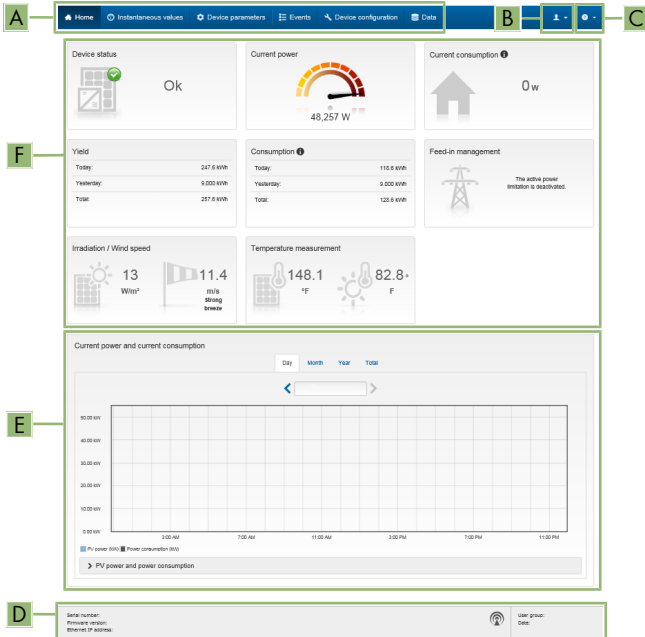 A
Home Instantaneous values Device parameters Events Device configuration Data
B
C
Device status
Ok
Current power
48,257 W
Current consumption
0 w
F
Yield
Today: 247.6 kWh
Yesterday: 9.000 kWh
Total: 257.6 kWh
Consumption
Today: 118.6 kWh
Yesterday: 9.000 kWh
Total: 128.6 kWh
Feed-in management
The active power
limitation is deactivated.
Irradiation / Wind speed
13
W/m²
11.4
m/s
strong
breeze
Temperature measurement
148.1
°F
82.8°
F
Current power and current consumption
Day Month Year Total
E
50.00 kW
40.00 kW
30.00 kW
20.00 kW
10.00 kW
0.00 kW
3:00 AM 7:00 AM 11:00 AM 3:00 PM 7:00 PM 11:00 PM
PV power (kW) Power consumption (kW)
PV power and power consumption
D
Serial number:
Firmware version:
Ethernet IP address:
User group:
Date: